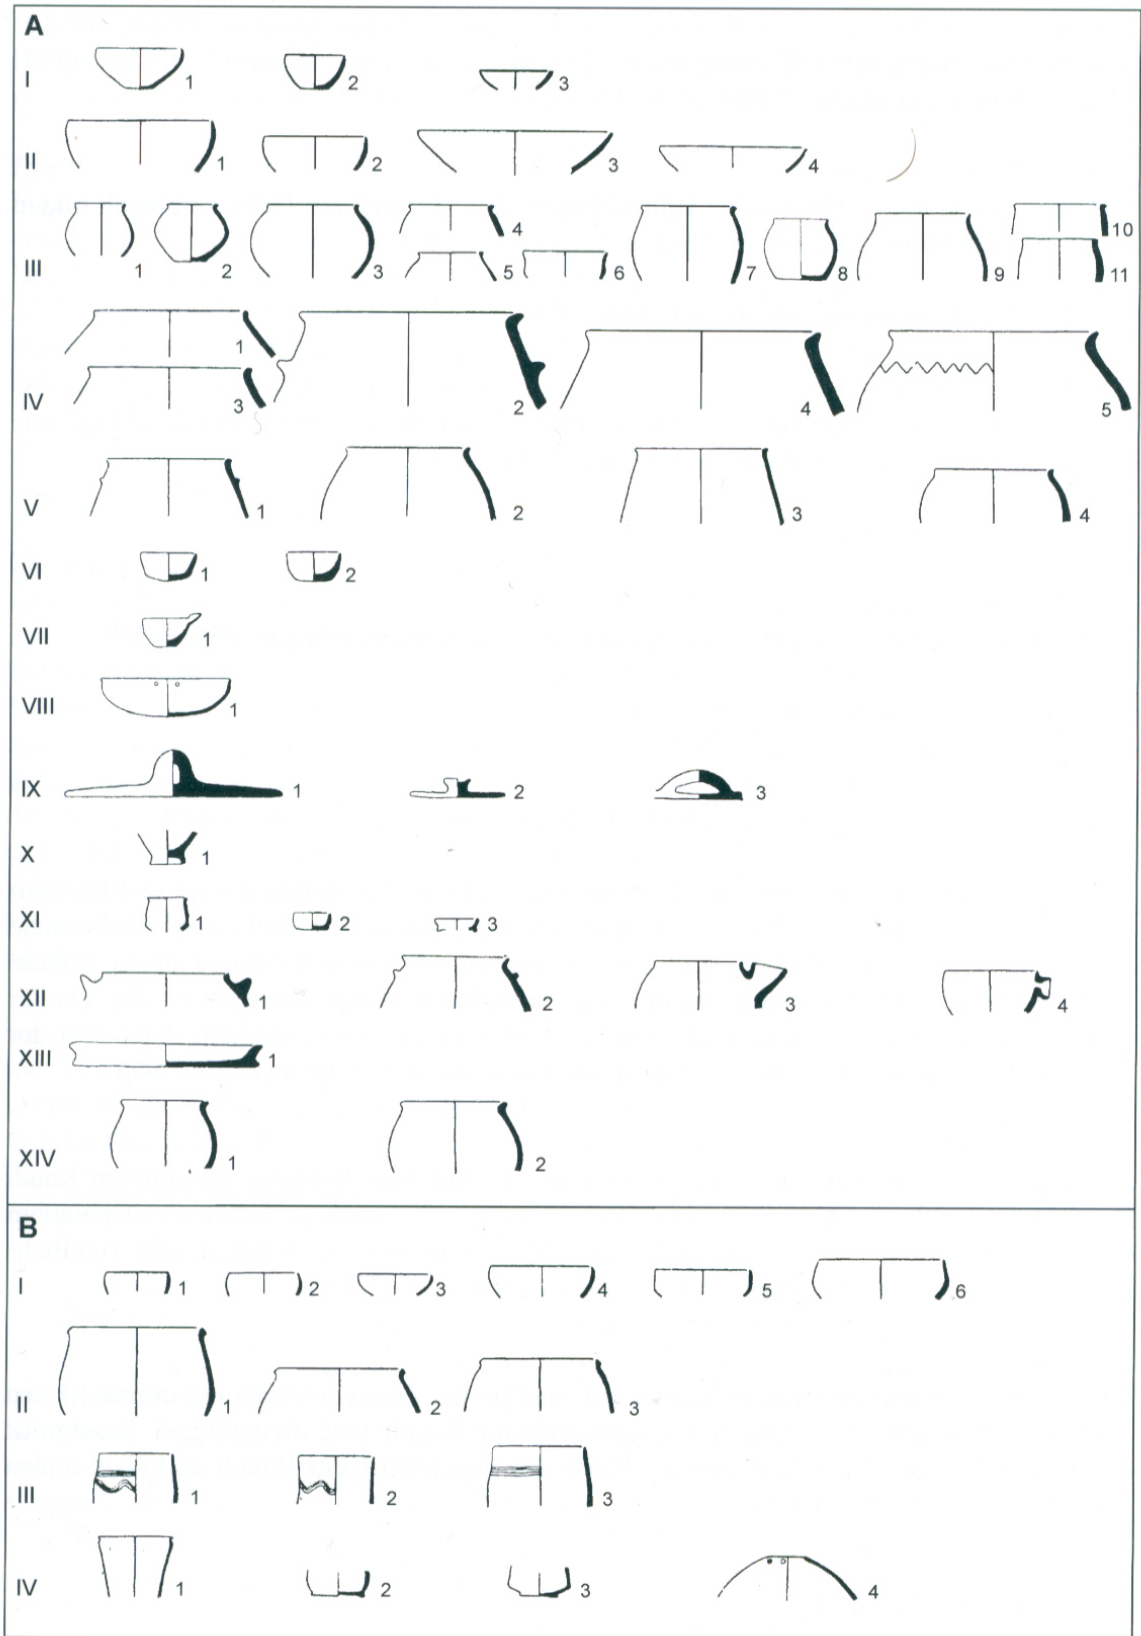 A
I 1 2 3
II 1 2 3 4
III 1 2 3 4 5 6 7 8 9 10 11
IV 1 2 3 4 5
V 1 2 3 4
VI 1 2
VII 1
VIII 1
IX 1 2 3
X 1
XI 1 2 3
XII 1 2 3 4
XIII 1
XIV 1 2
B
I 1 2 3 4 5 6
II 1 2 3
III 1 2 3
IV 1 2 3 4